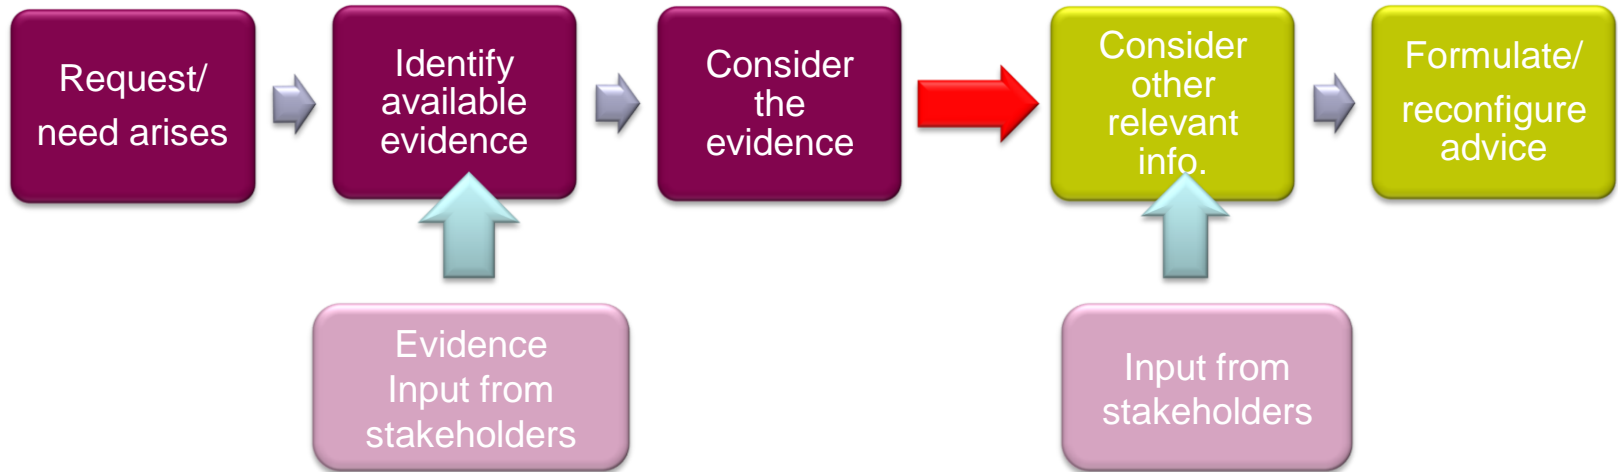 Request/
need arises
Identify
available
evidence
Consider
the
evidence
Consider
other
relevant
info.
Formulate/
reconfigure
advice
Evidence
Input from
stakeholders
Input from
stakeholders